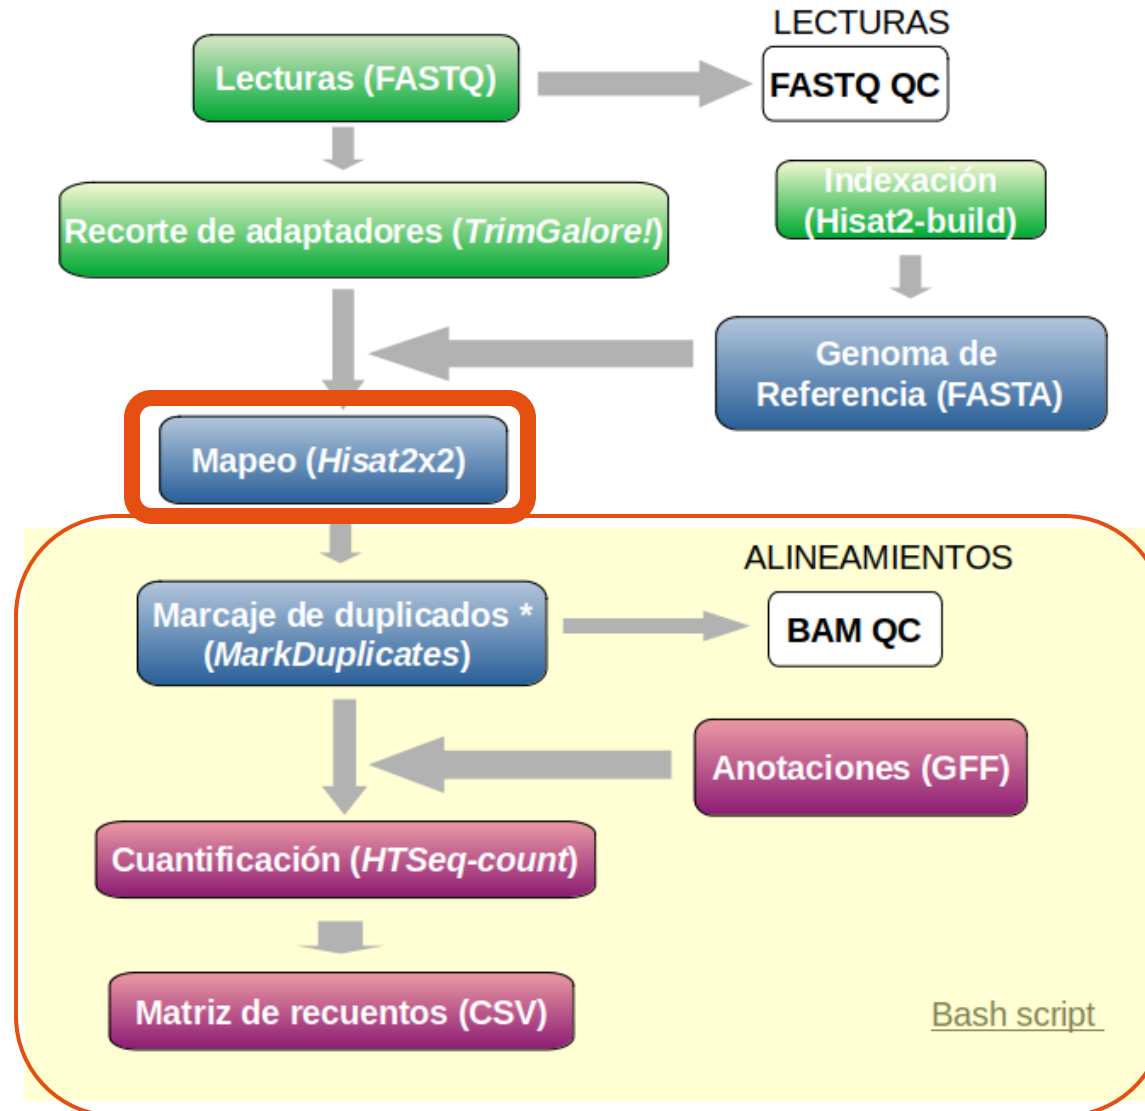 LECTURAS
Lecturas (FASTQ)
FASTQ QC
Indexación
(Hisat2-build)
Recorte de adaptadores (TrimGalore!)
Genoma de
Referencia (FASTA)
Mapeo (Hisat2x2)
ALINEAMIENTOS
Marcaje de duplicados *
(MarkDuplicates)
BAM QC
Anotaciones (GFF)
Cuantificación (HTSeq-count)
Matriz de recuentos (CSV)
Bash script